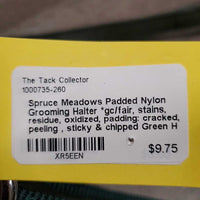 The Tack Collector
1000735-260
Spruce Meadows Padded Nylon
Grooming Halter *gc/fair, stains,
residue, oxidized, padding: cracked,
peeling , sticky & chipped Green H
XR5EEN
$9.75